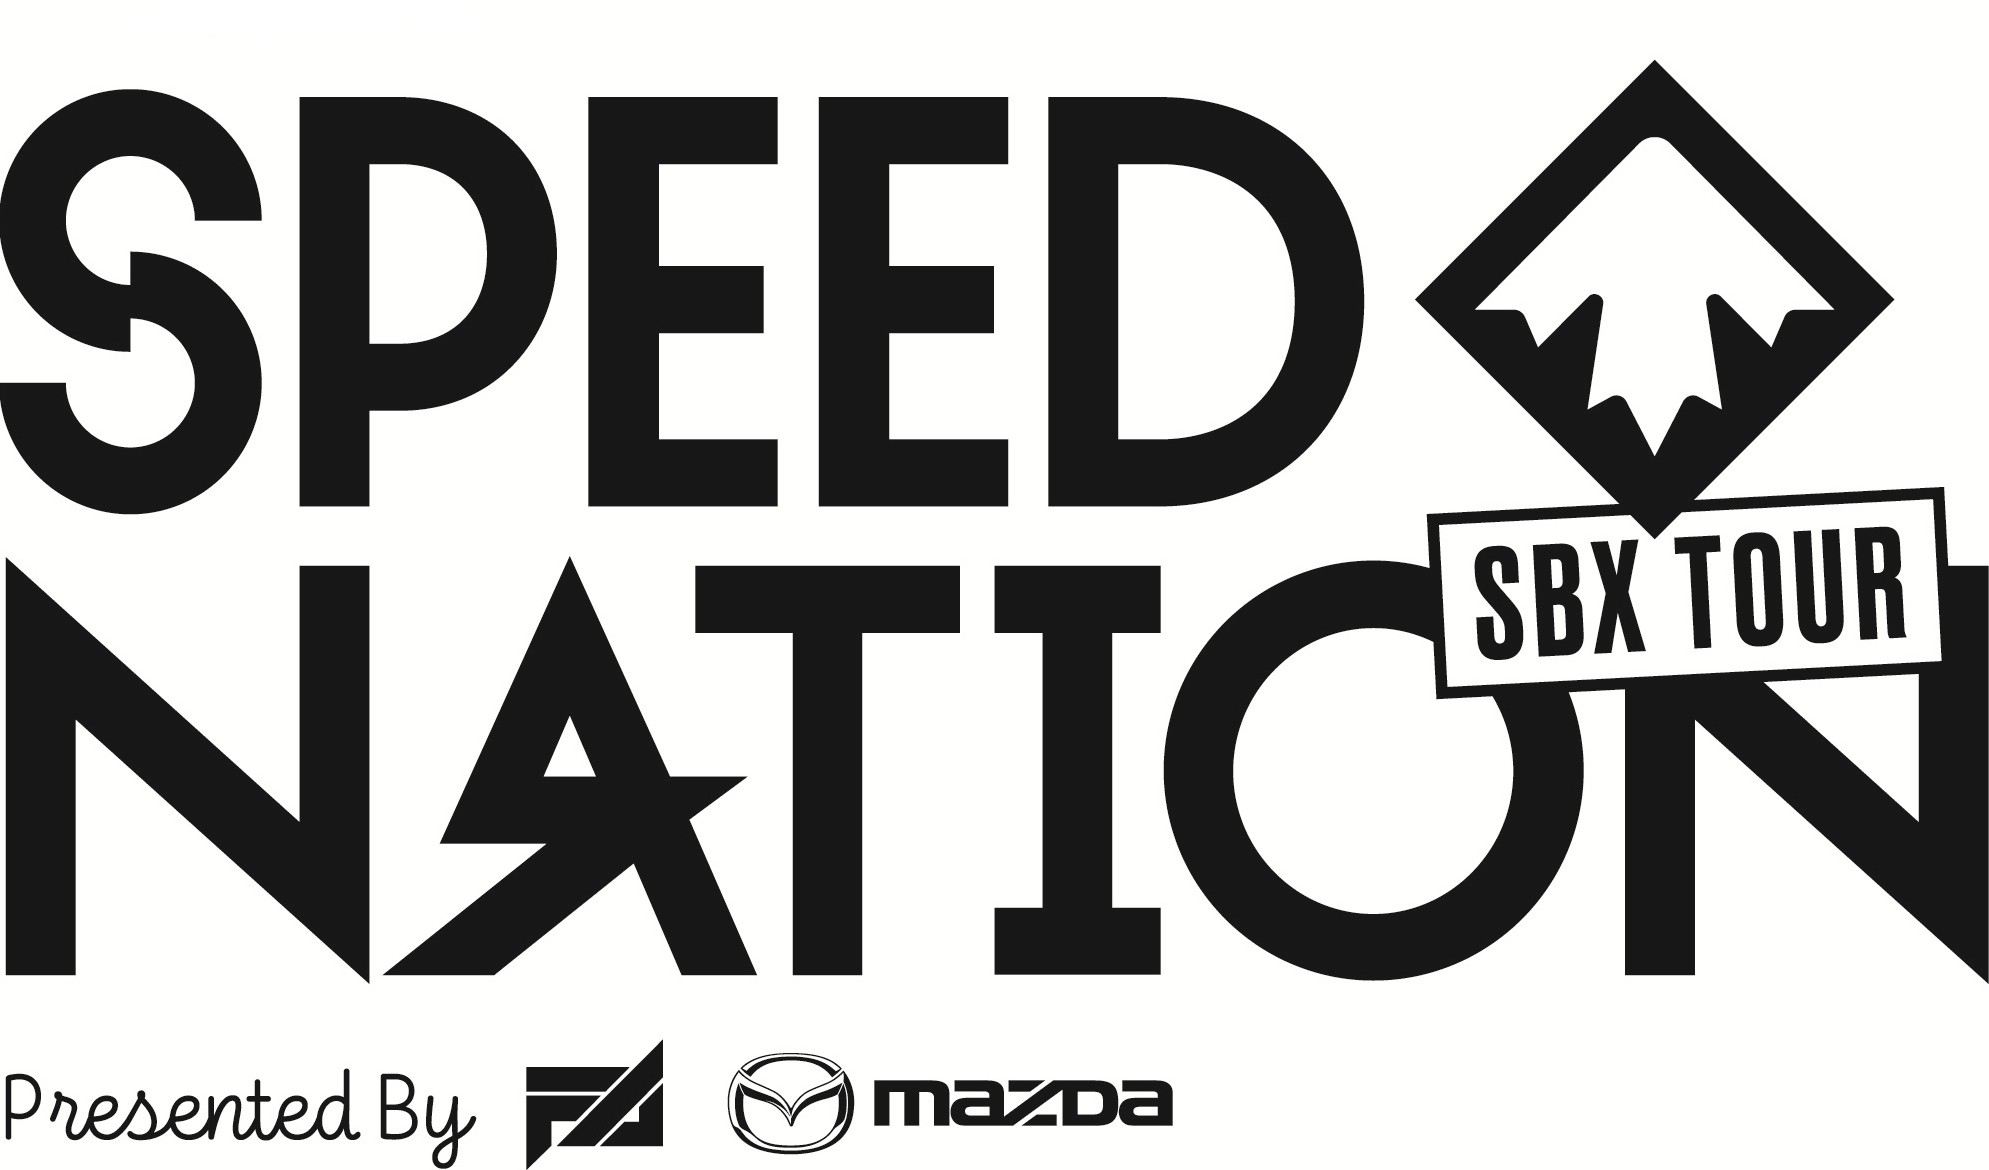 SPEED
NATION
SBX TOUR
Presented By mazda